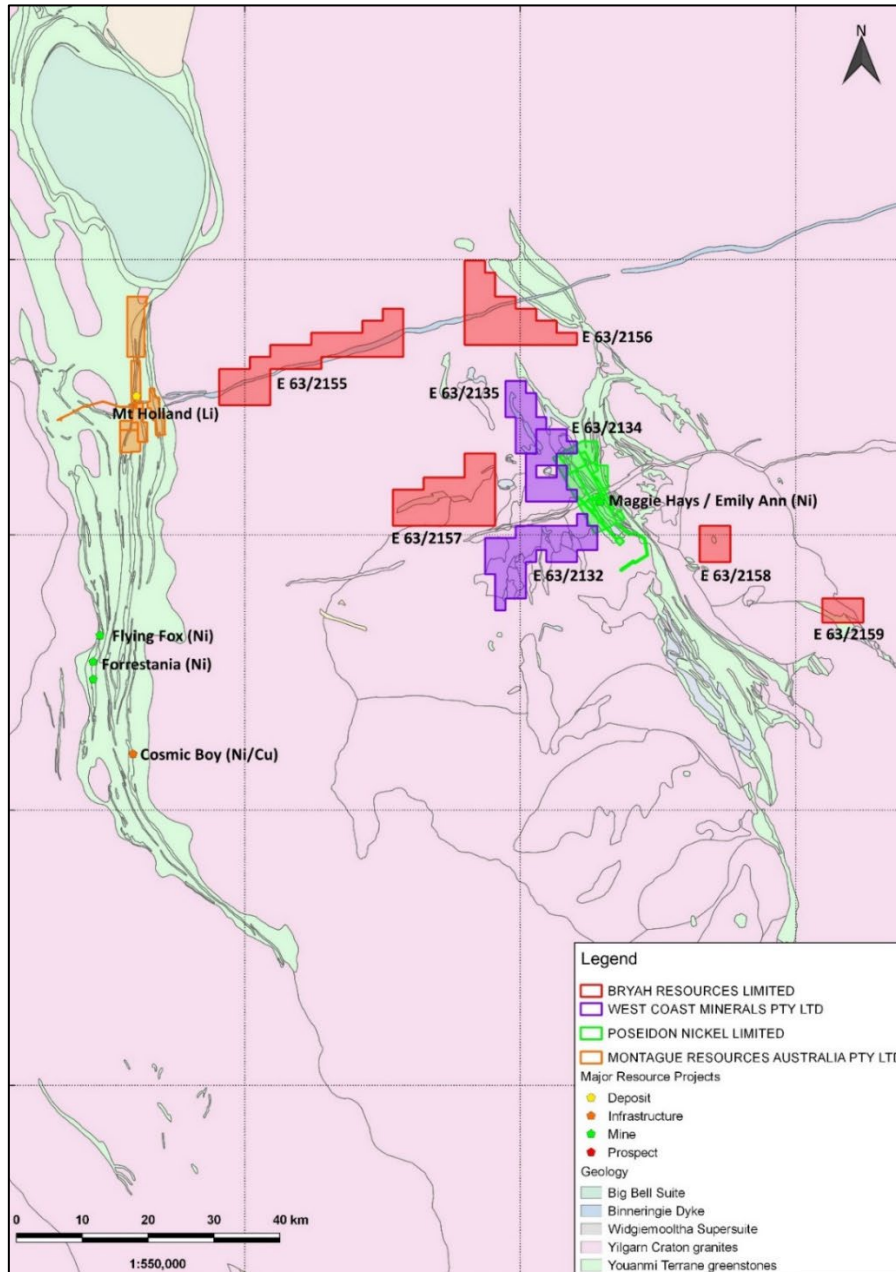 N
E 63/2156
E 63/2155
E 63/2135
E 63/2134
Mt Holland (Li)
Maggie Hays / Emily Ann (Ni)
E 63/2157
E 63/2132
E 63/2158
E 63/2159
Flying Fox (Ni)
Forrestania (Ni)
Cosmic Boy (Ni/Cu)
Legend
BRYAH RESOURCES LIMITED
WEST COAST MINERALS PTY LTD
POSEIDON NICKEL LIMITED
MONTAGUE RESOURCES AUSTRALIA PTY LTD
Major Resource Projects
Deposit
Infrastructure
Mine
Prospect
Geology
Big Bell Suite
Binneringie Dyke
Widgiemooltha Supersuite
Yilgarn Craton granites
Youanmi Terrane greenstones
0 10 20 30 40 km
1:550,000